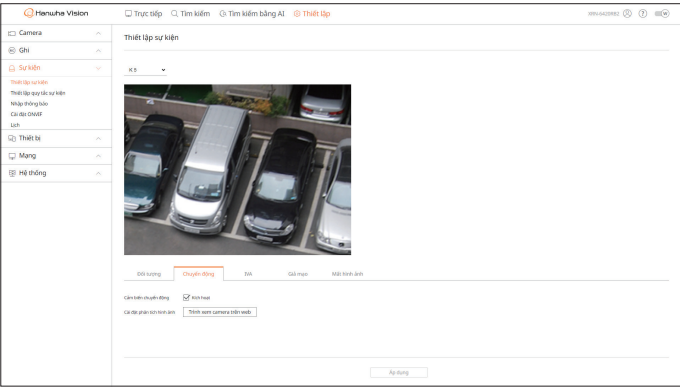 Hanwha Vision
Trực tiếp Tìm kiếm Tìm kiếm bằng AI Thiết lập
XRN-6420RB2
?
Camera
Ghi
Sự kiện
Thiết lập sự kiện
Thiết lập quy tắc sự kiện
Nhập thông báo
Cài đặt ONVIF
Lịch
Thiết bị
Mạng
Hệ thống
Thiết lập sự kiện
Đối tượng Chuyển động IVA Giả mạo Mất hình ảnh
Cảm biến chuyển động Kích hoạt
Cài đặt phân tích hình ảnh Trình xem camera trên web
Áp dụng